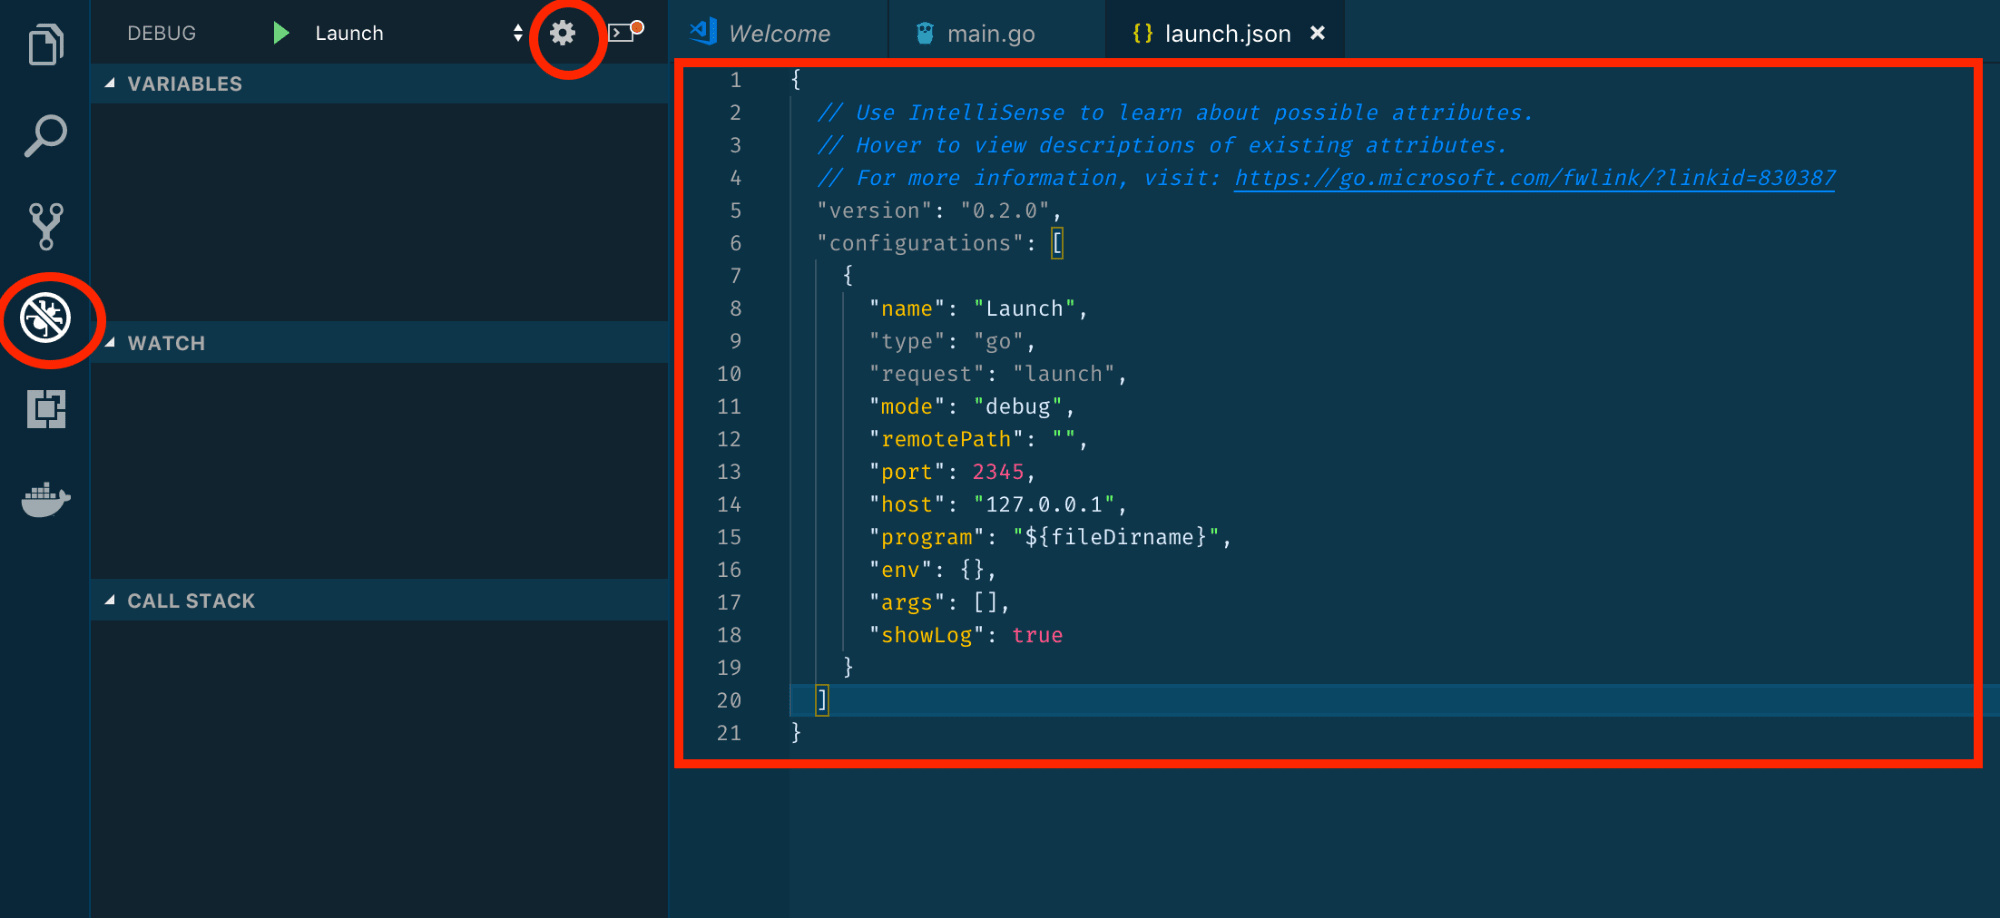 DEBUG
Launch
VARIABLES
WATCH
CALL STACK
Welcome
main.go
{} launch.json ×
1 {
2 // Use IntelliSense to learn about possible attributes.
3 // Hover to view descriptions of existing attributes.
4 // For more information, visit: https://go.microsoft.com/fwlink/?linkid=830387
5 "version": "0.2.0",
6 "configurations": [
7 {
8 "name": "Launch",
9 "type": "go",
10 "request": "launch",
11 "mode": "debug",
12 "remotePath": "",
13 "port": 2345,
14 "host": "127.0.0.1",
15 "program": "${fileDirname}",
16 "env": {},
17 "args": [],
18 "showLog": true
19 }
20 ]
21 }